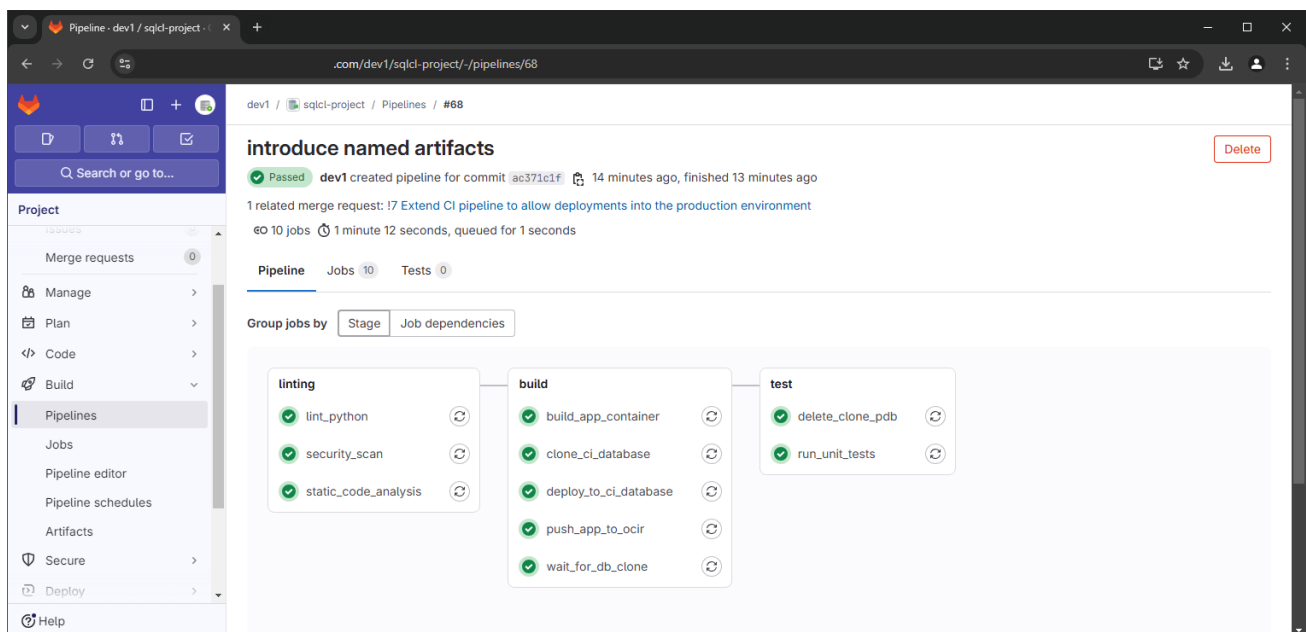 Pipeline · dev1 / sqlcl-project ·
.com/dev1/sqlcl-project/-/pipelines/68
dev1 / sqlcl-project / Pipelines / #68
introduce named artifacts
Delete
Passed dev1 created pipeline for commit ac371c1f 14 minutes ago, finished 13 minutes ago
1 related merge request: !7 Extend CI pipeline to allow deployments into the production environment
10 jobs 1 minute 12 seconds, queued for 1 seconds
Pipeline Jobs 10 Tests 0
Group jobs by Stage Job dependencies
linting
lint_python
security_scan
static_code_analysis
build
build_app_container
clone_ci_database
deploy_to_ci_database
push_app_to_ocir
wait_for_db_clone
test
delete_clone_pdb
run_unit_tests
Search or go to...
Project
Issues
Merge requests 0
Manage
Plan
Code
Build
Pipelines
Jobs
Pipeline editor
Pipeline schedules
Artifacts
Secure
Deploy
Help